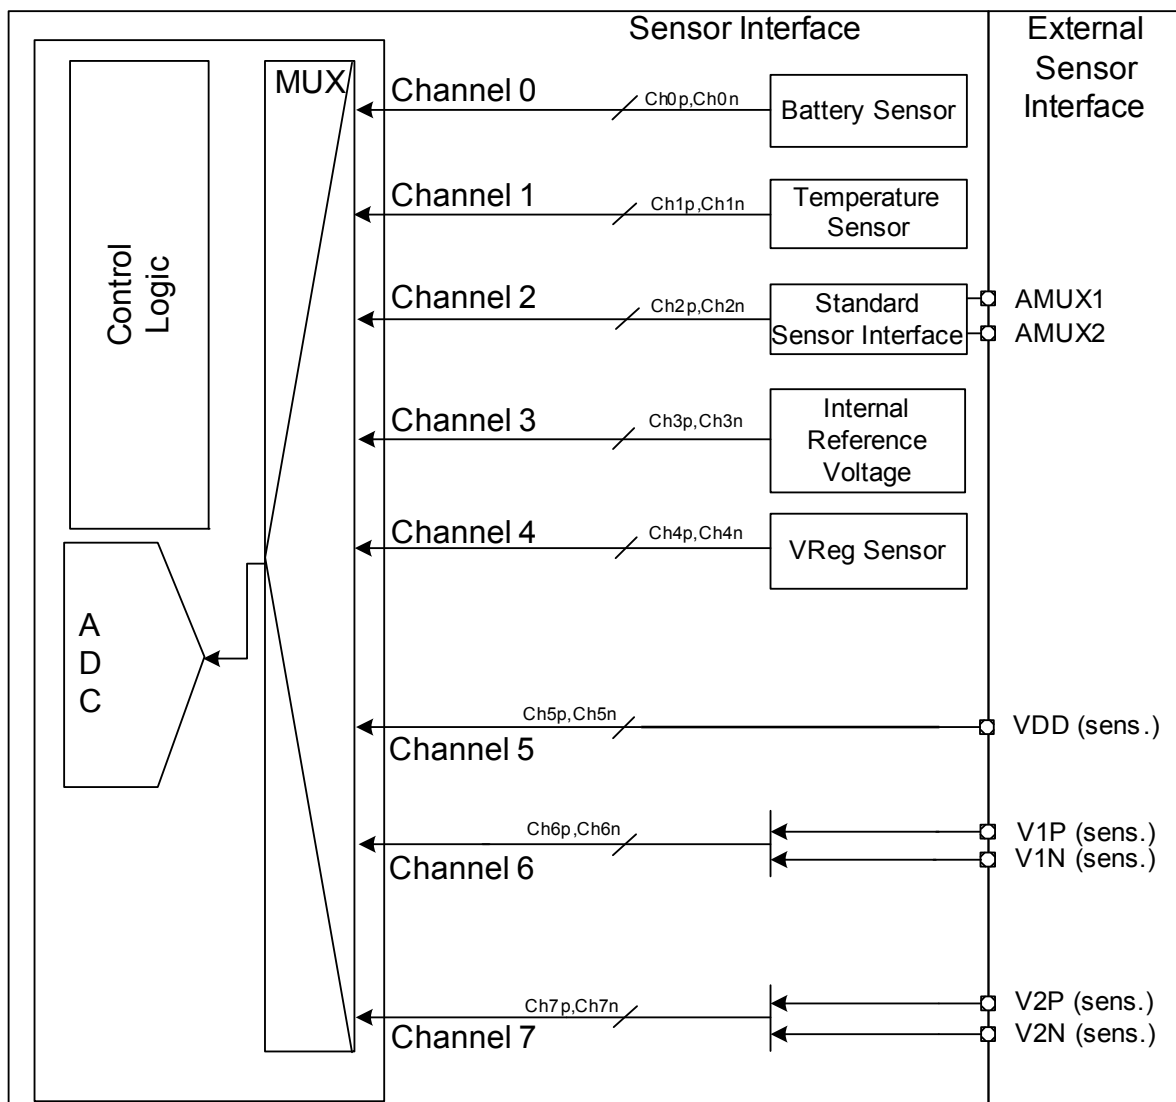 Sensor Interface
External
Sensor
Interface
Control
Logic
MUX
A
D
C
Channel 0
Ch0p,Ch0n
Battery Sensor
Channel 1
Ch1p,Ch1n
Temperature
Sensor
Channel 2
Ch2p,Ch2n
Standard
Sensor Interface
AMUX1
AMUX2
Channel 3
Ch3p,Ch3n
Internal
Reference
Voltage
Channel 4
Ch4p,Ch4n
VReg Sensor
Ch5p,Ch5n
Channel 5
VDD (sens.)
Ch6p,Ch6n
Channel 6
V1P (sens.)
V1N (sens.)
Ch7p,Ch7n
Channel 7
V2P (sens.)
V2N (sens.)